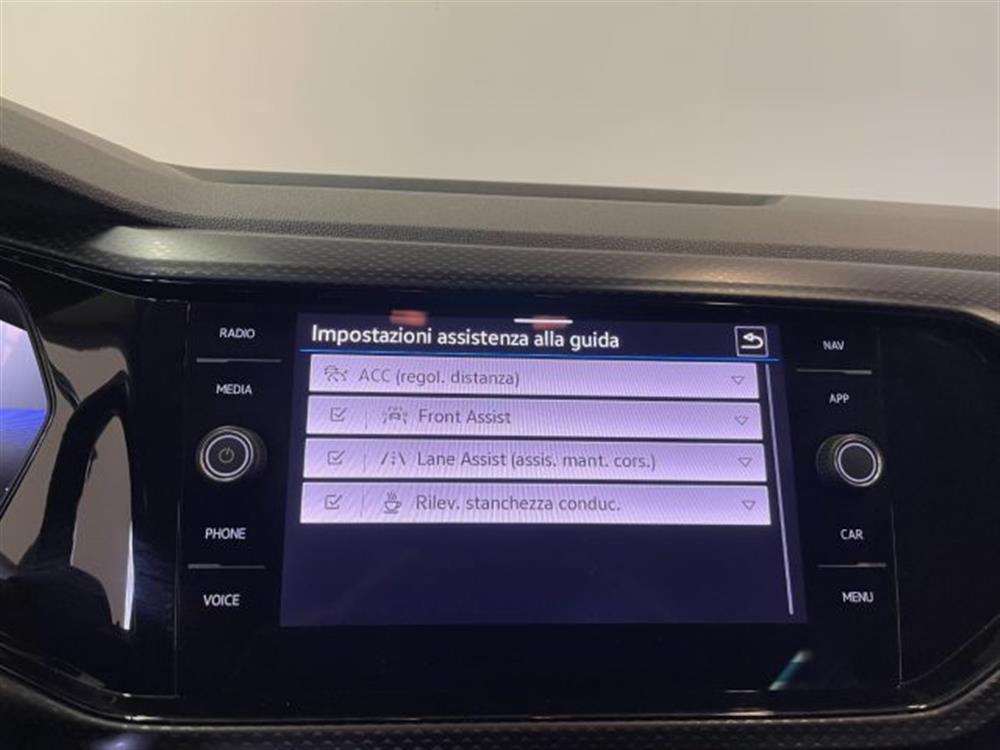 RADIO
MEDIA
PHONE
VOICE
Impostazioni assistenza alla guida
ACC (regol. distanza)
Front Assist
Lane Assist (assis. mant. cors.)
Rilev. stanchezza conduc.
NAV
APP
CAR
MENU